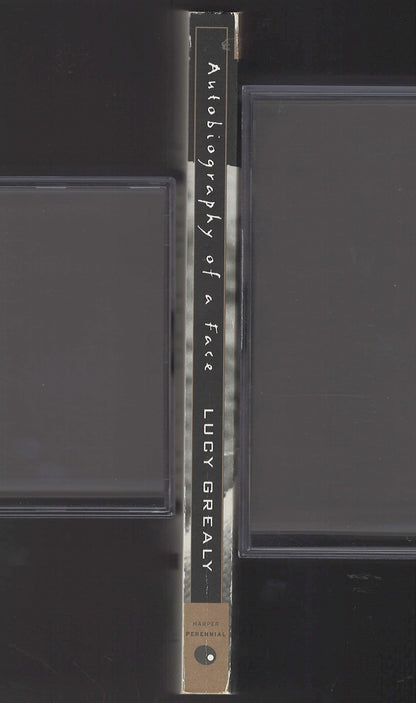 Autobiography of a Face
LUCY GREALY
HARPER
PERENNIAL